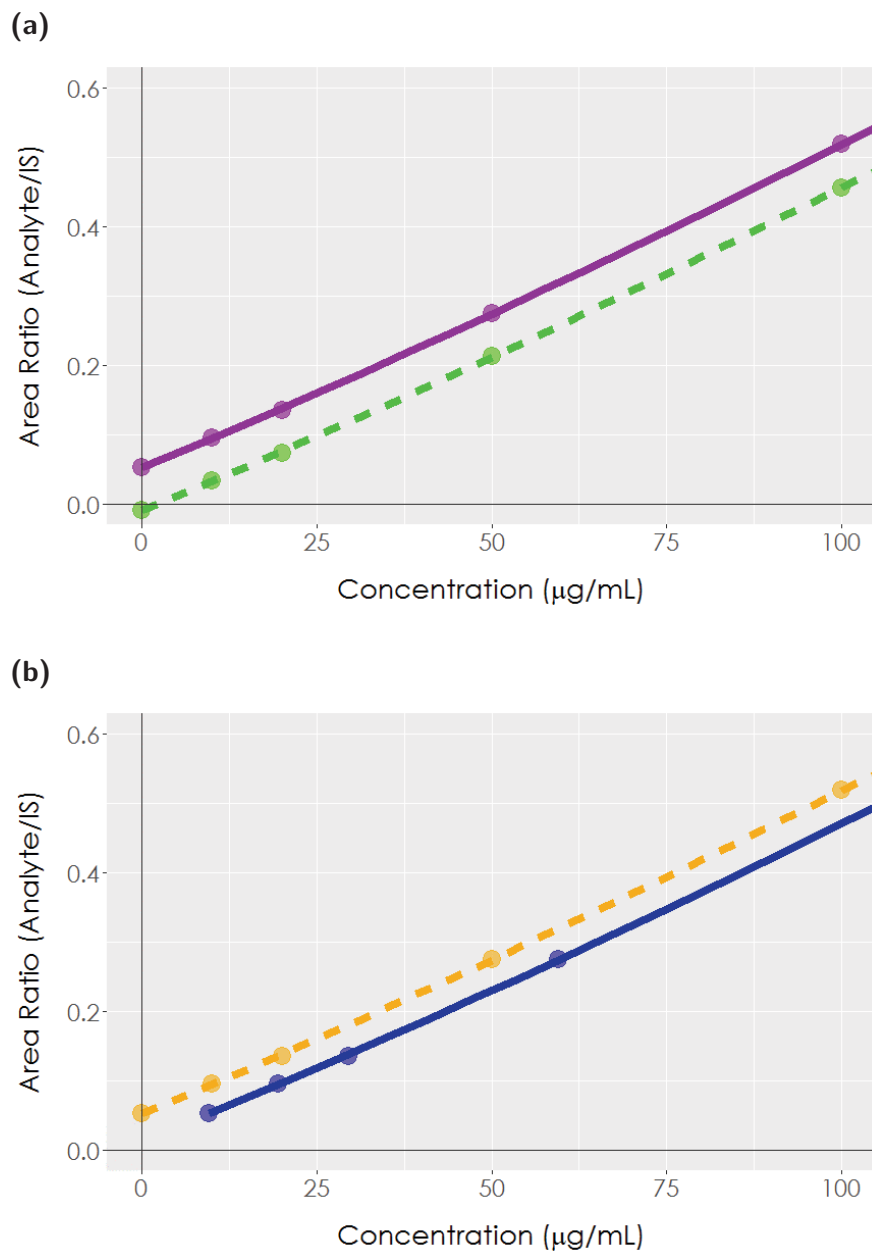 (a)
Area Ratio (Analyte/IS)
0.6
0.4
0.2
0.0
0 25 50 75 100
Concentration (μg/mL)
(b)
Area Ratio (Analyte/IS)
0.6
0.4
0.2
0.0
0 25 50 75 100
Concentration (μg/mL)